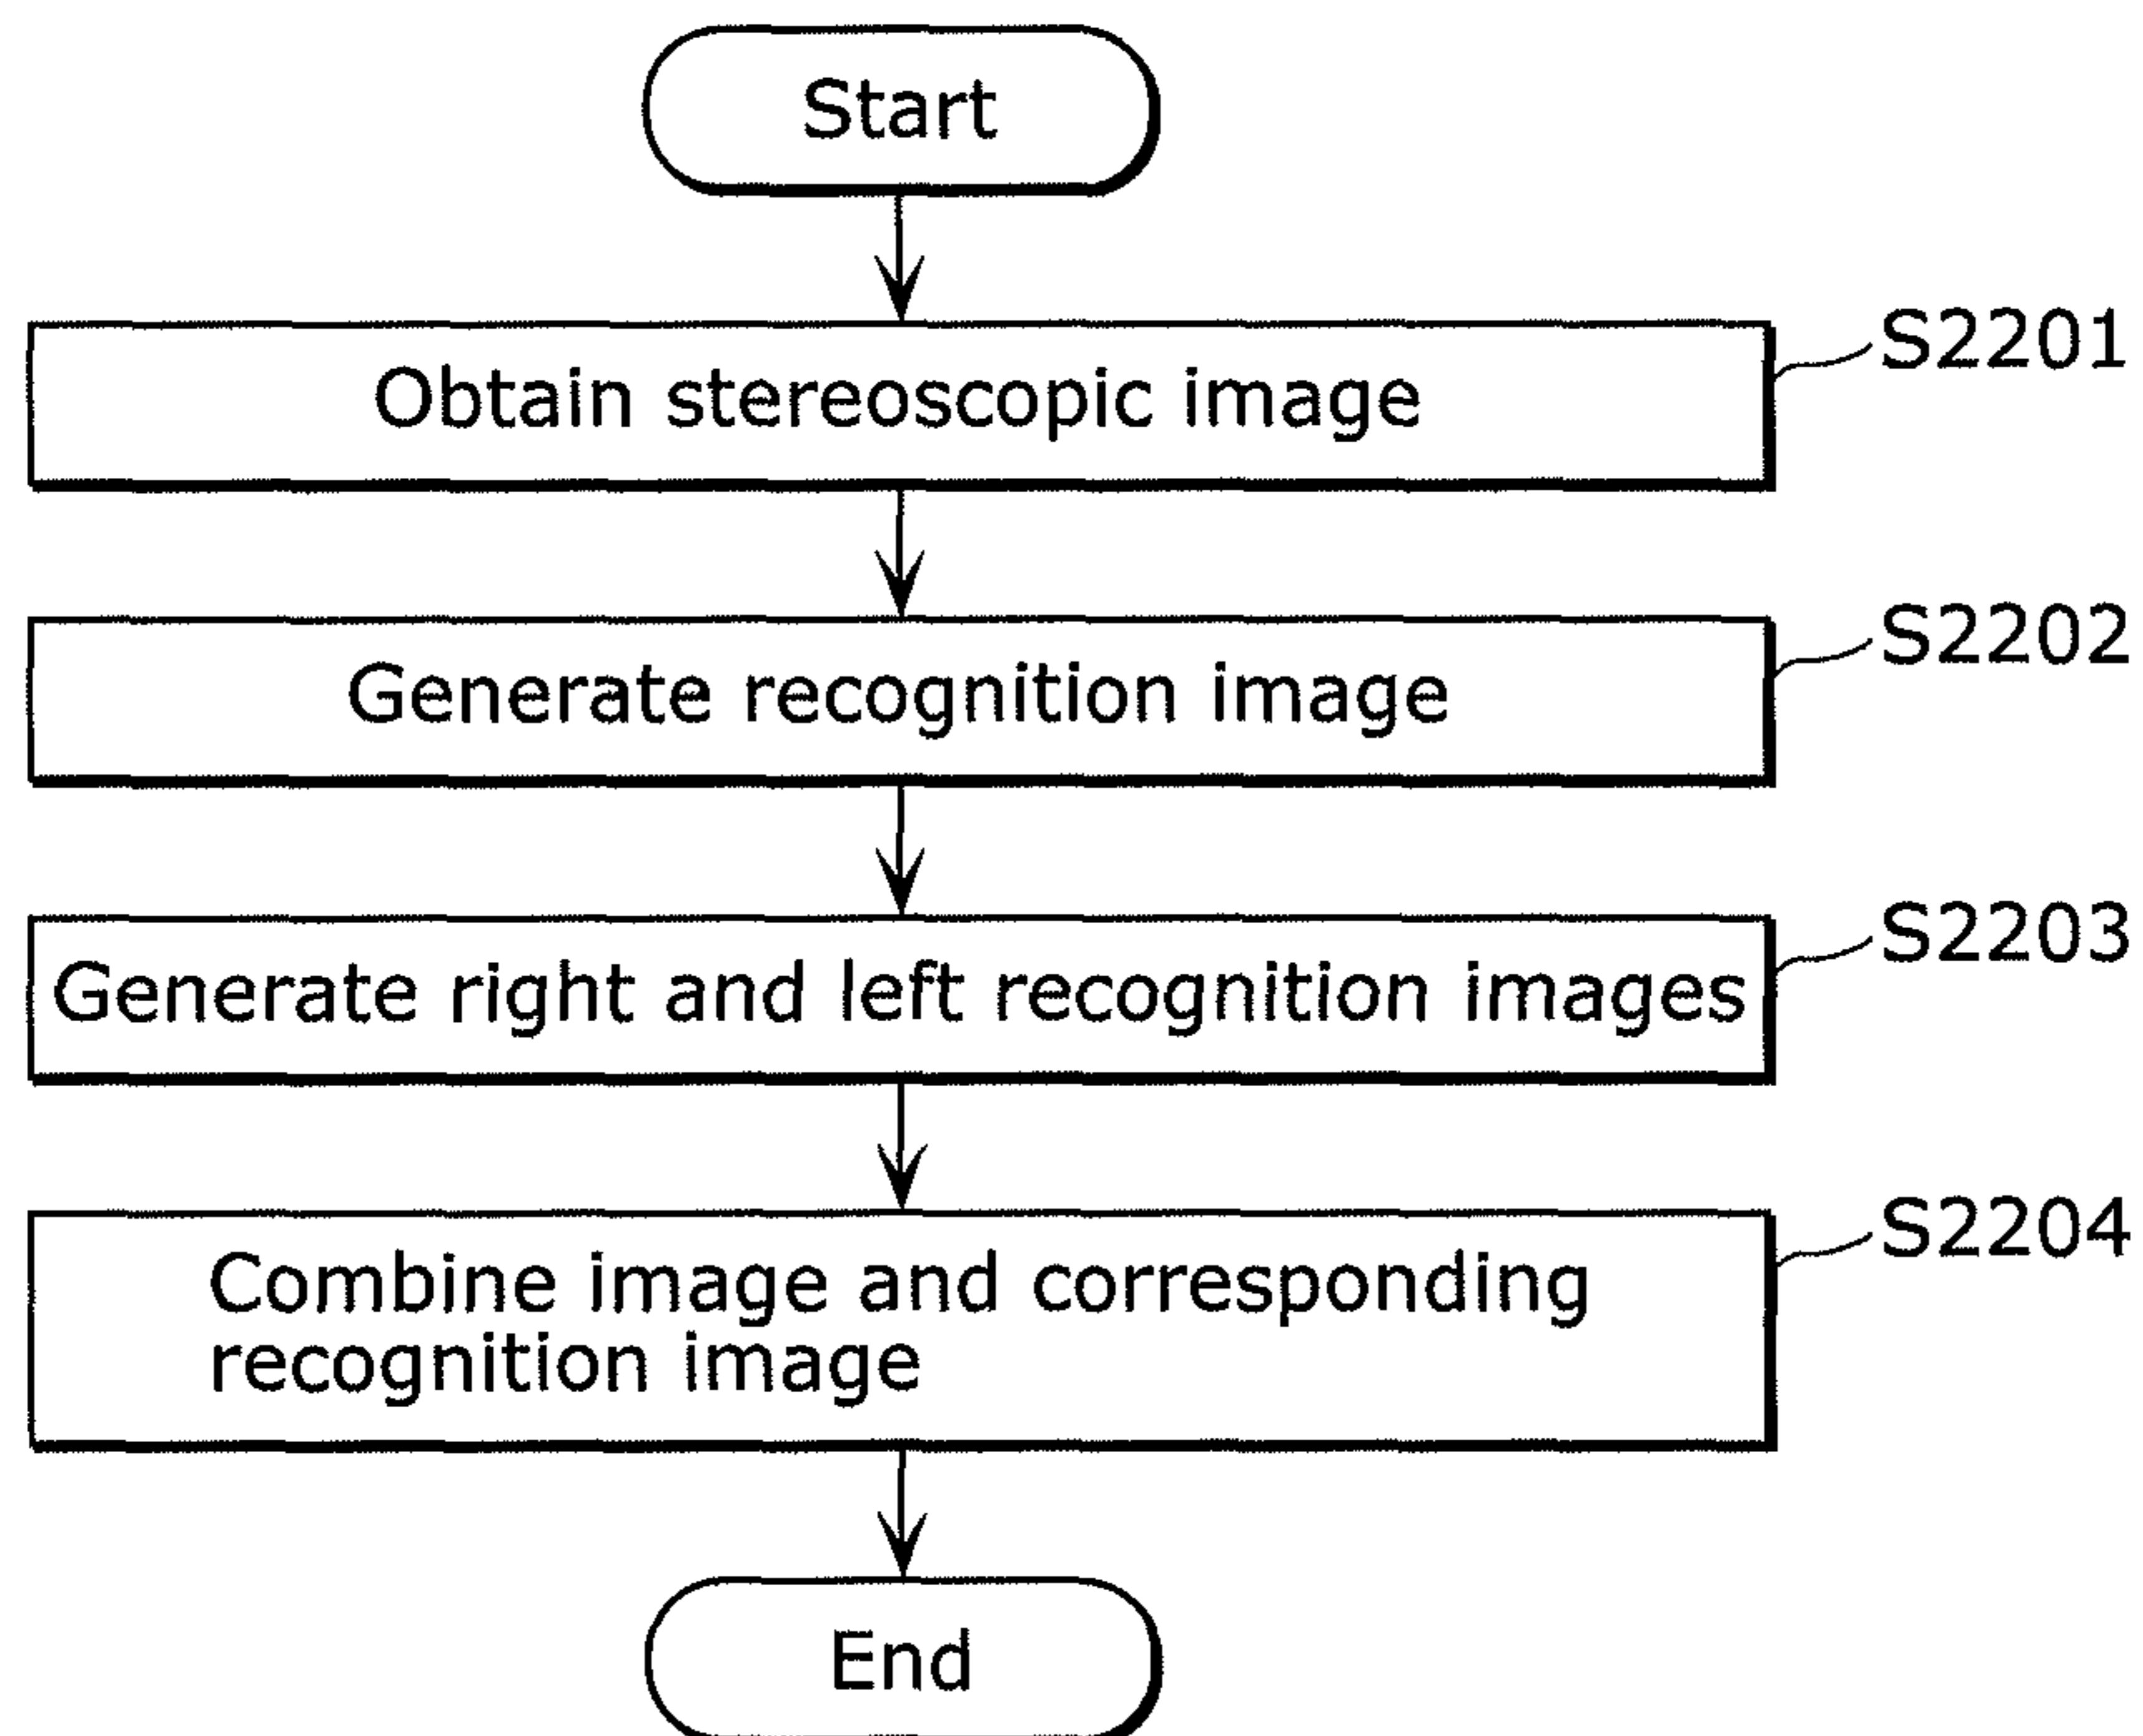 Start
Obtain stereoscopic image
S2201
Generate recognition image
S2202
Generate right and left recognition images
S2203
Combine image and corresponding
recognition image
S2204
End